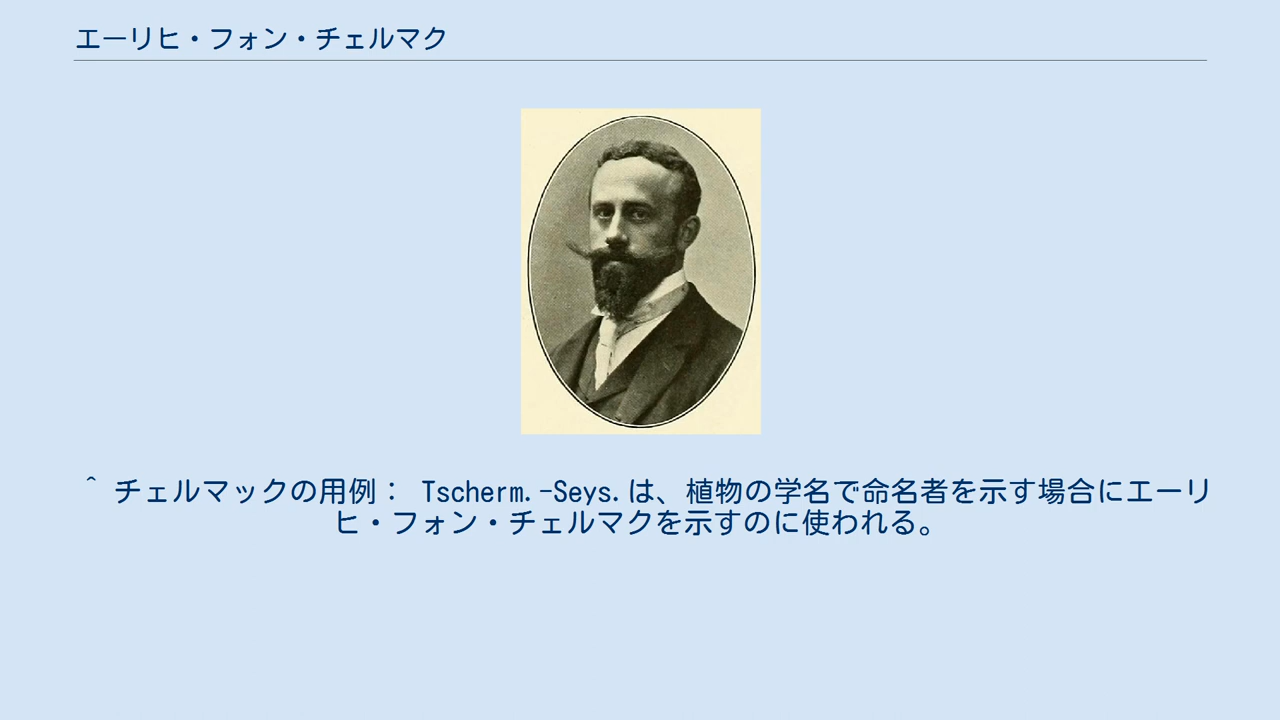 エーリヒ・フォン・チェルマク
^ チェルマックの用例： Tscherm.-Seys.は、植物の学名で命名者を示す場合にエーリ
ヒ・フォン・チェルマクを示すのに使われる。